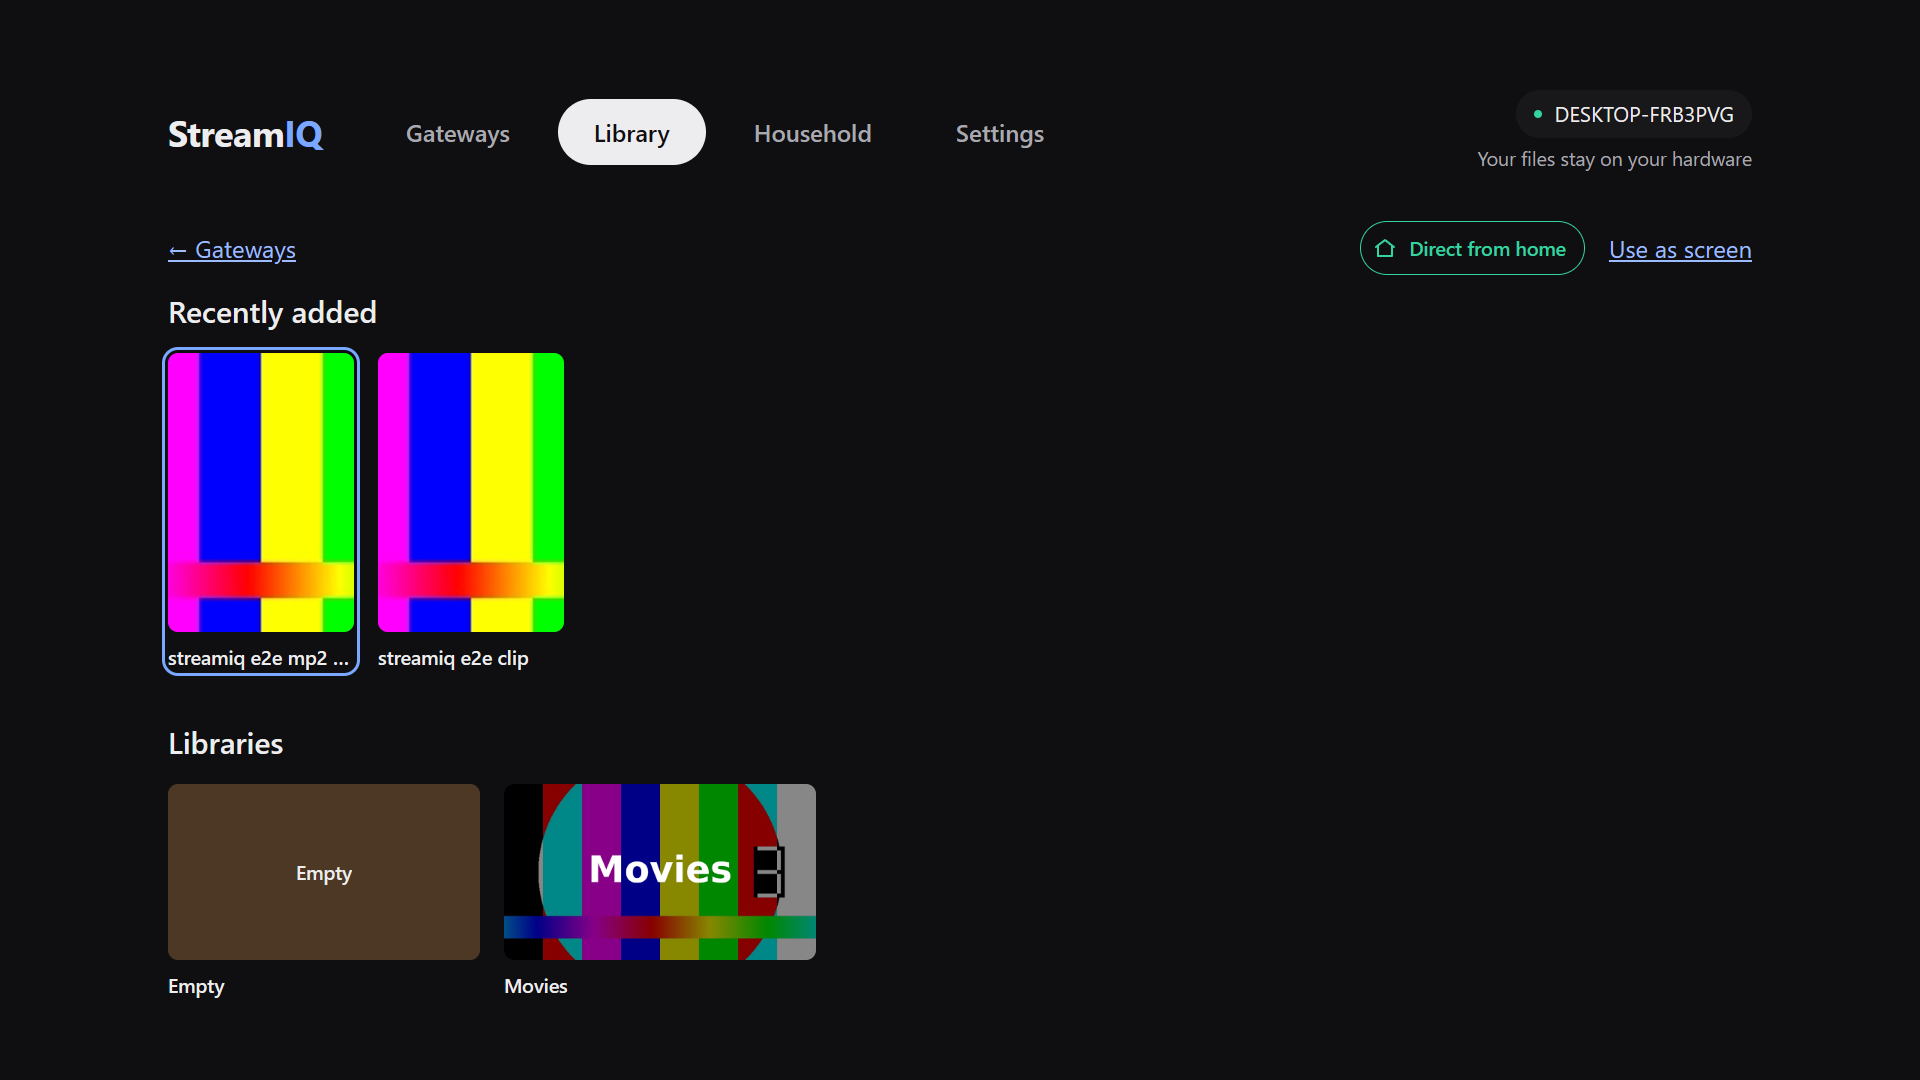 StreamIQ
Gateways
Library
Household
Settings
DESKTOP-FRB3PVG
Your files stay on your hardware
← Gateways
Direct from home
Use as screen
Recently added
streamiq e2e mp2 ...
streamiq e2e clip
Libraries
Empty
Movies
Empty
Movies